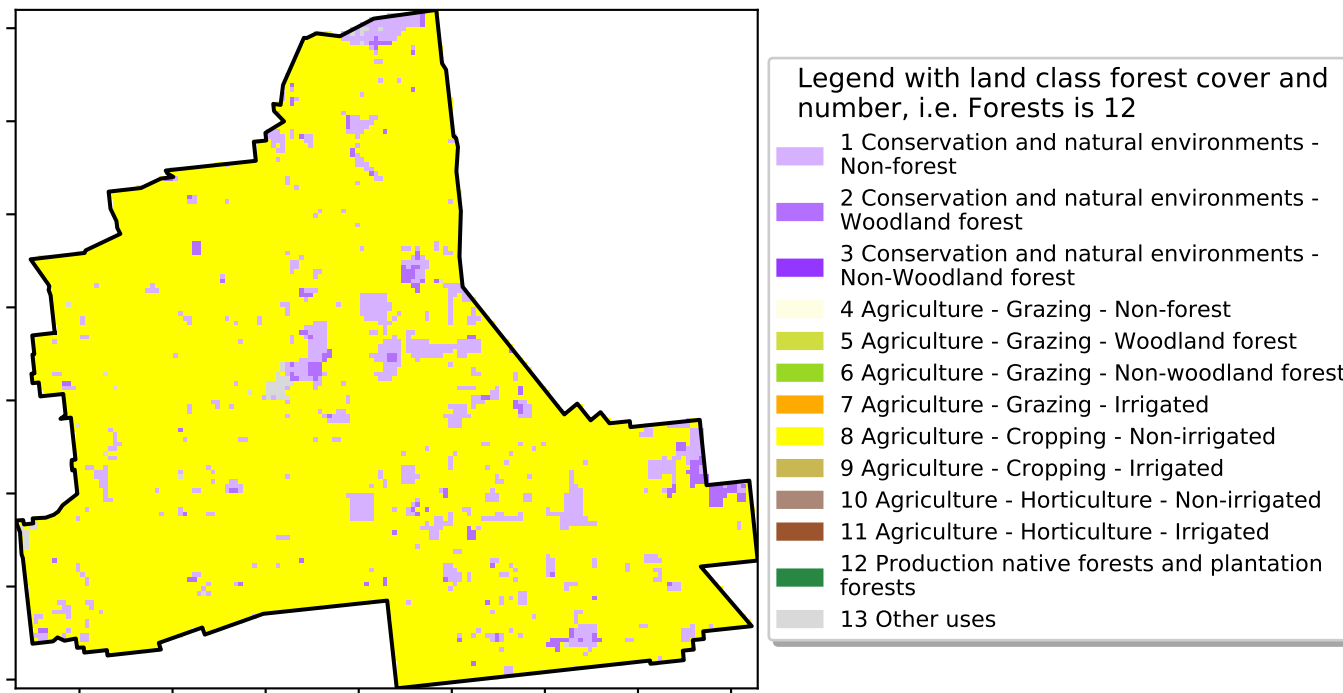 Legend with land class forest cover and
number, i.e. Forests is 12
1 Conservation and natural environments -
Non-forest
2 Conservation and natural environments -
Woodland forest
3 Conservation and natural environments -
Non-Woodland forest
4 Agriculture - Grazing - Non-forest
5 Agriculture - Grazing - Woodland forest
6 Agriculture - Grazing - Non-woodland forest
7 Agriculture - Grazing - Irrigated
8 Agriculture - Cropping - Non-irrigated
9 Agriculture - Cropping - Irrigated
10 Agriculture - Horticulture - Non-irrigated
11 Agriculture - Horticulture - Irrigated
12 Production native forests and plantation
forests
13 Other uses